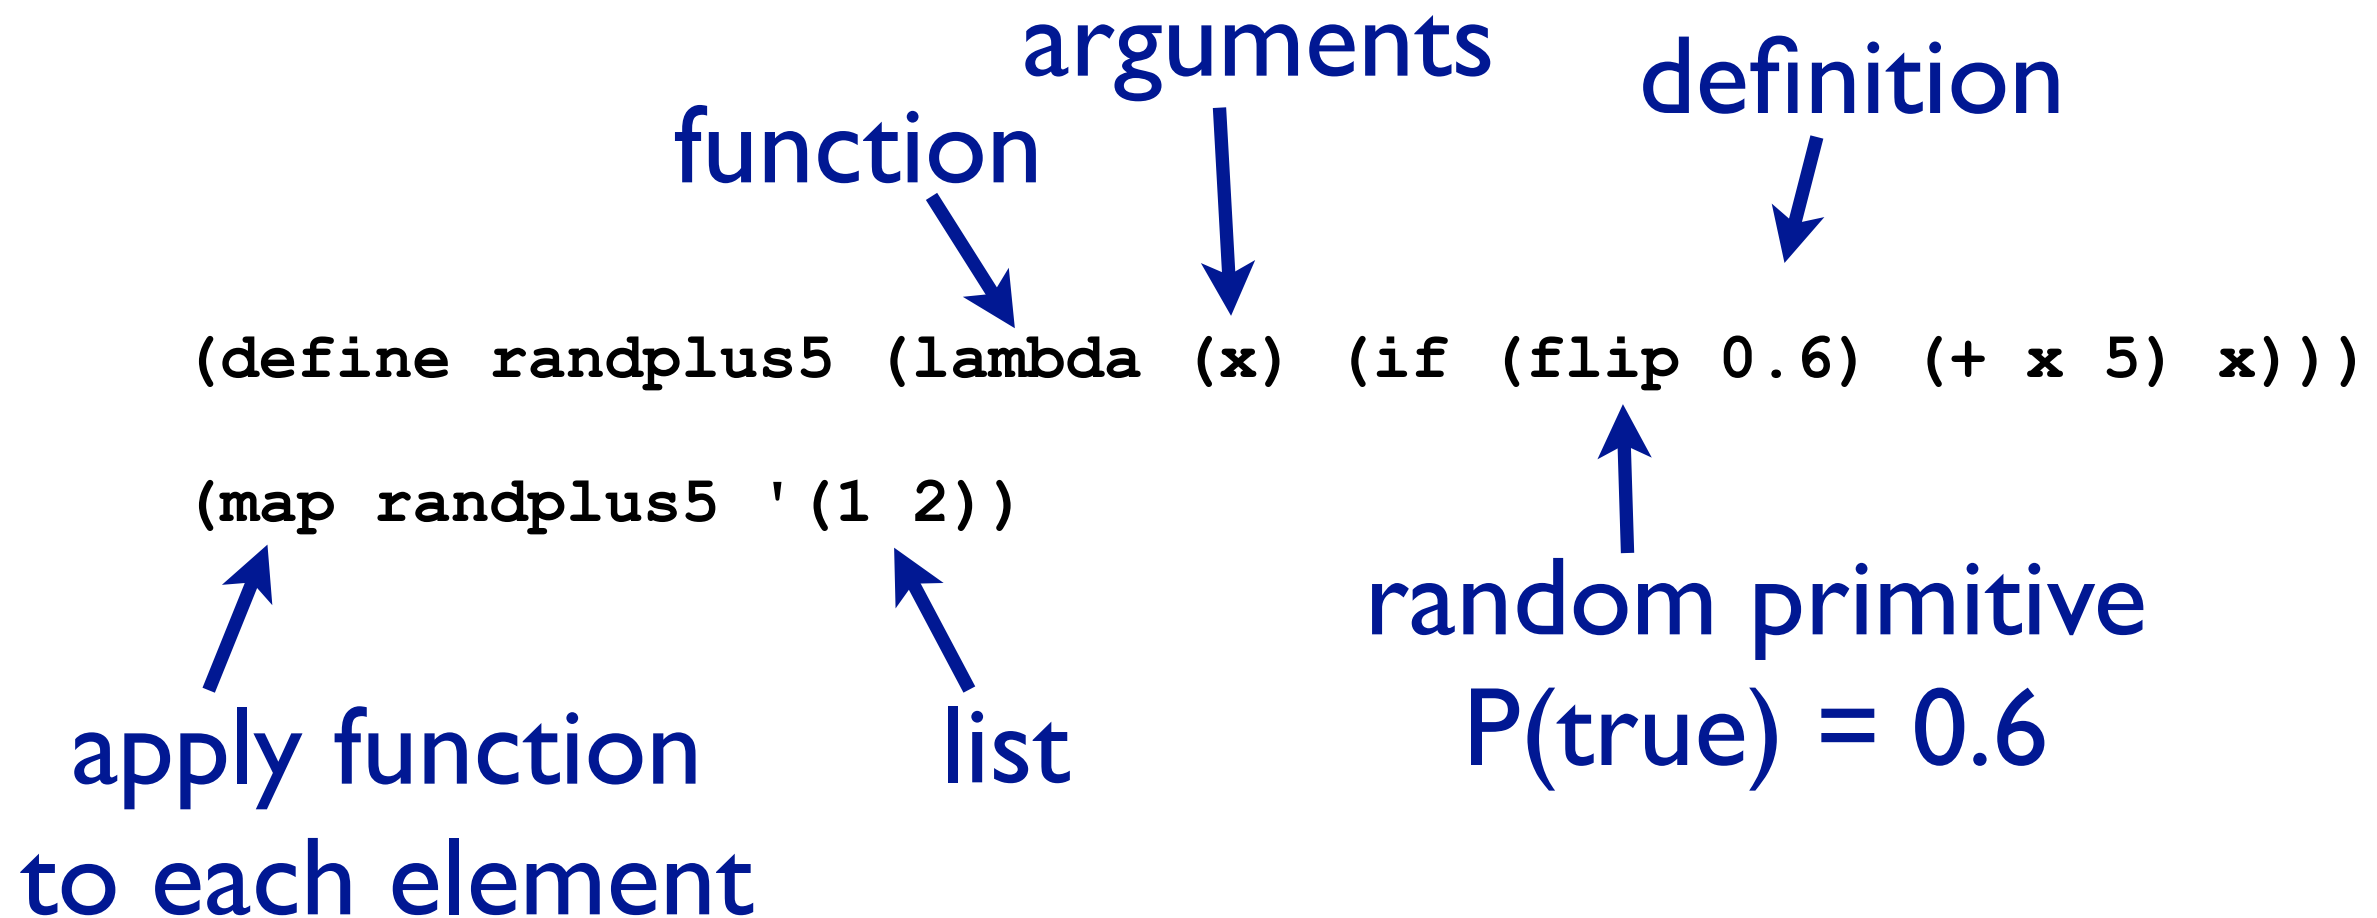 arguments
definition
function
(define randplus5 (lambda (x) (if (flip 0.6) (+ x 5) x)))
(map randplus5 '(1 2))
random primitive
P(true) = 0.6
apply function
to each element
list